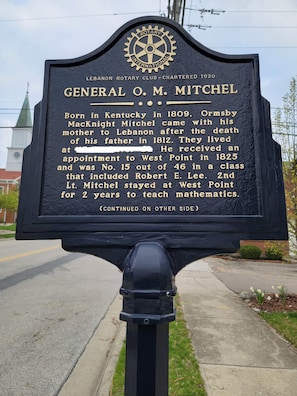 ROTARY
INTERNATIONAL
LEBANON ROTARY CLUB - CHARTERED 1920
GENERAL O. M. MITCHEL
Born in Kentucky in 1809, Ormsby
MacKnight Mitchel came with his
mother to Lebanon after the death
of his father in 1812. They lived
at He received an
appointment to West Point in 1825
and was No. 15 out of 46 in a class
that included Robert E. Lee. 2nd
Lt. Mitchel stayed at West Point
for 2 years to teach mathematics.
(CONTINUED ON OTHER SIDE)